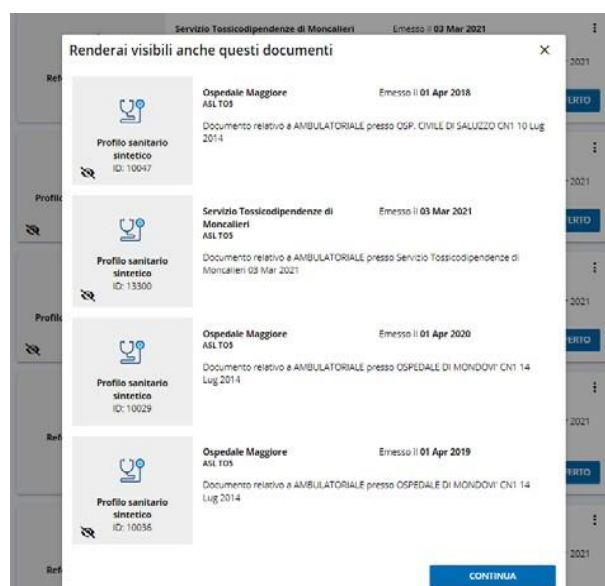 Servizio Tossicodipendenze di Moncalieri Emesso il 03 Mar 2021
Renderai visibili anche questi documenti
2021
Ospedale Maggiore Emesso il 01 Apr 2018
ASL TO5
Documento relativo a AMBULATORIALE presso OSP. CIVILE DI SALUZZO CN1 10 Lug
2014
Profilo sanitario
sintetico
ID: 10047
2021
Servizio Tossicodipendenze di Emesso il 03 Mar 2021
Moncalieri
ASL TO5
Documento relativo a AMBULATORIALE presso Servizio Tossicodipendenze di
Moncalieri 03 Mar 2021
Profilo sanitario
sintetico
ID: 13300
2021
Ospedale Maggiore Emesso il 01 Apr 2020
ASL TO5
Documento relativo a AMBULATORIALE presso OSPEDALE DI MONDOVI' CN1 14
Lug 2014
Profilo sanitario
sintetico
ID: 10029
2021
Ospedale Maggiore Emesso il 01 Apr 2019
ASL TO5
Documento relativo a AMBULATORIALE presso OSPEDALE DI MONDOVI' CN1 14
Lug 2014
Profilo sanitario
sintetico
ID: 10036
2021
CONTINUA